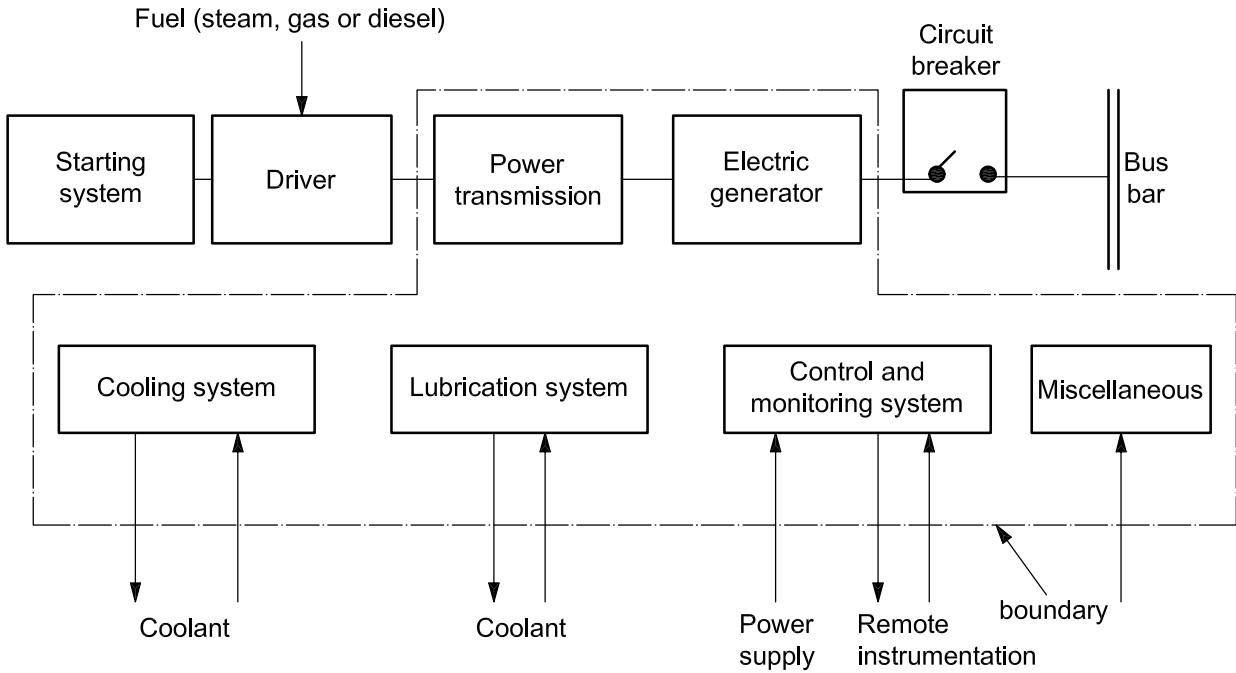 Fuel (steam, gas or diesel)
Circuit
breaker
Starting
system
Driver
Power
transmission
Electric
generator
Bus
bar
Cooling system
Lubrication system
Control and
monitoring system
Miscellaneous
Coolant
Coolant
Power
supply
Remote
instrumentation
boundary